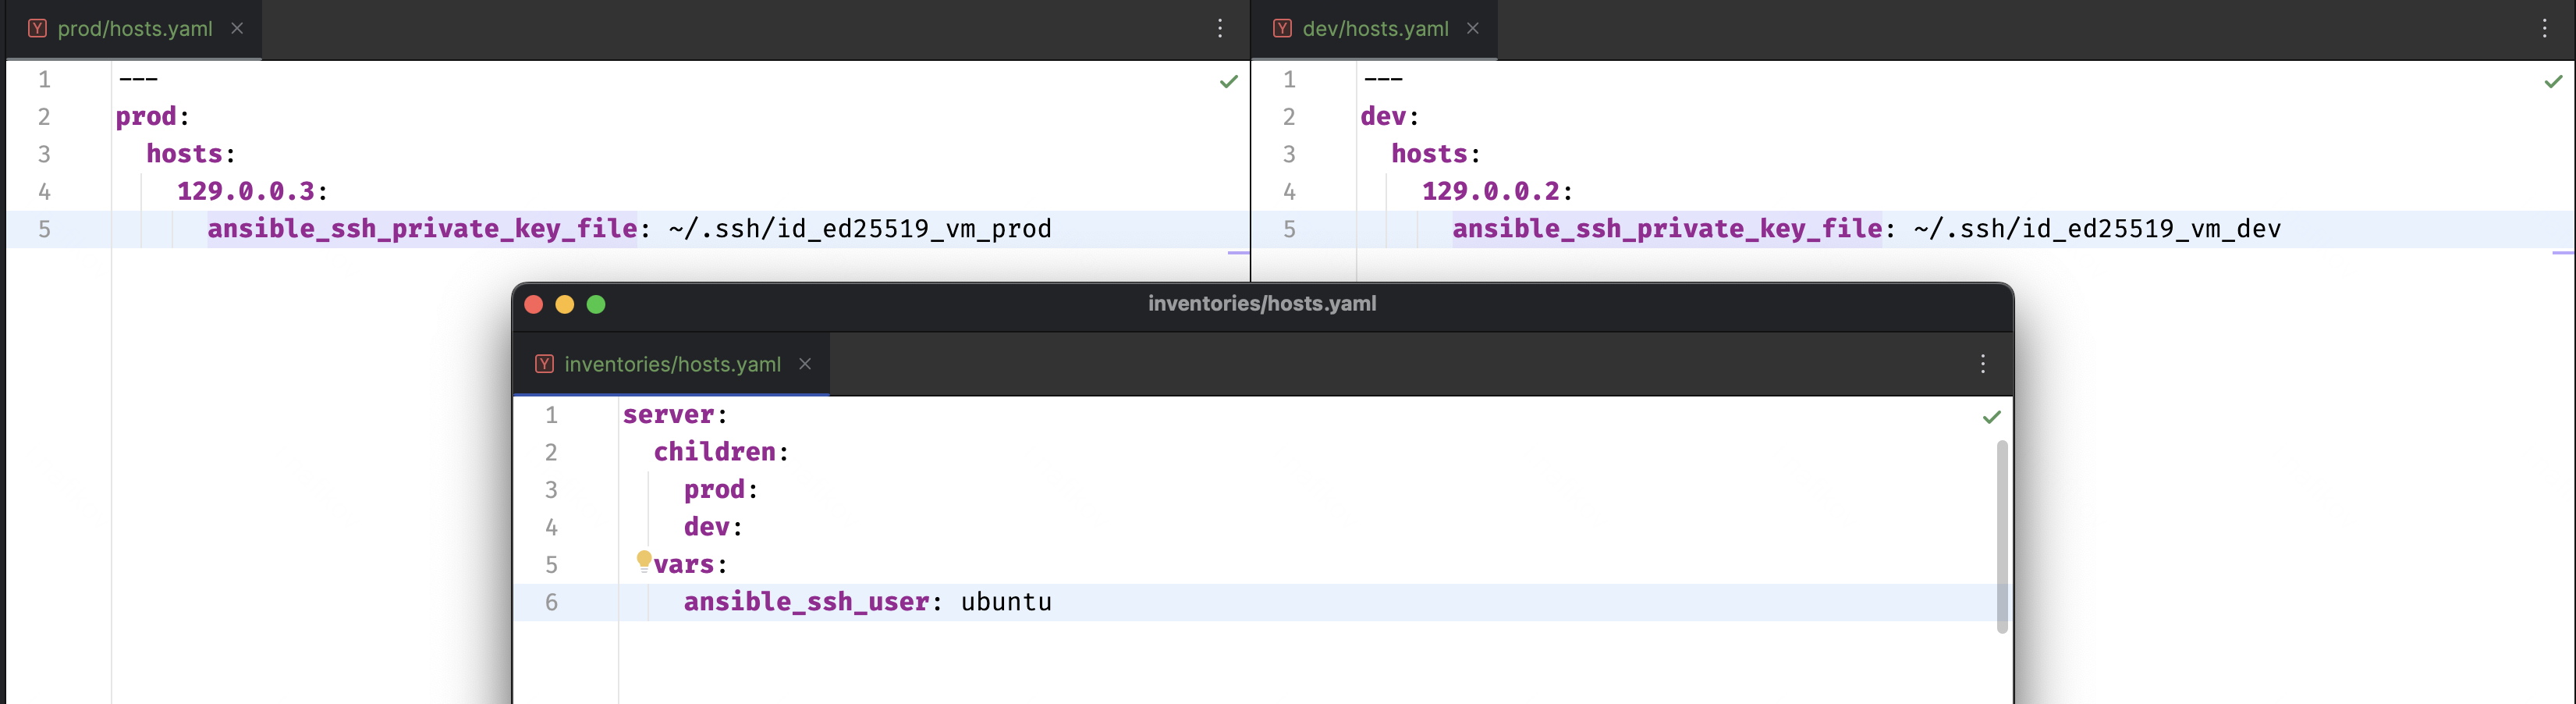 prod/hosts.yaml
1 ---
2 prod:
3 hosts:
4 129.0.0.3:
5 ansible_ssh_private_key_file: ~/.ssh/id_ed25519_vm_prod
dev/hosts.yaml
1 ---
2 dev:
3 hosts:
4 129.0.0.2:
5 ansible_ssh_private_key_file: ~/.ssh/id_ed25519_vm_dev
inventories/hosts.yaml
inventories/hosts.yaml
1 server:
2 children:
3 prod:
4 dev:
5 vars:
6 ansible_ssh_user: ubuntu